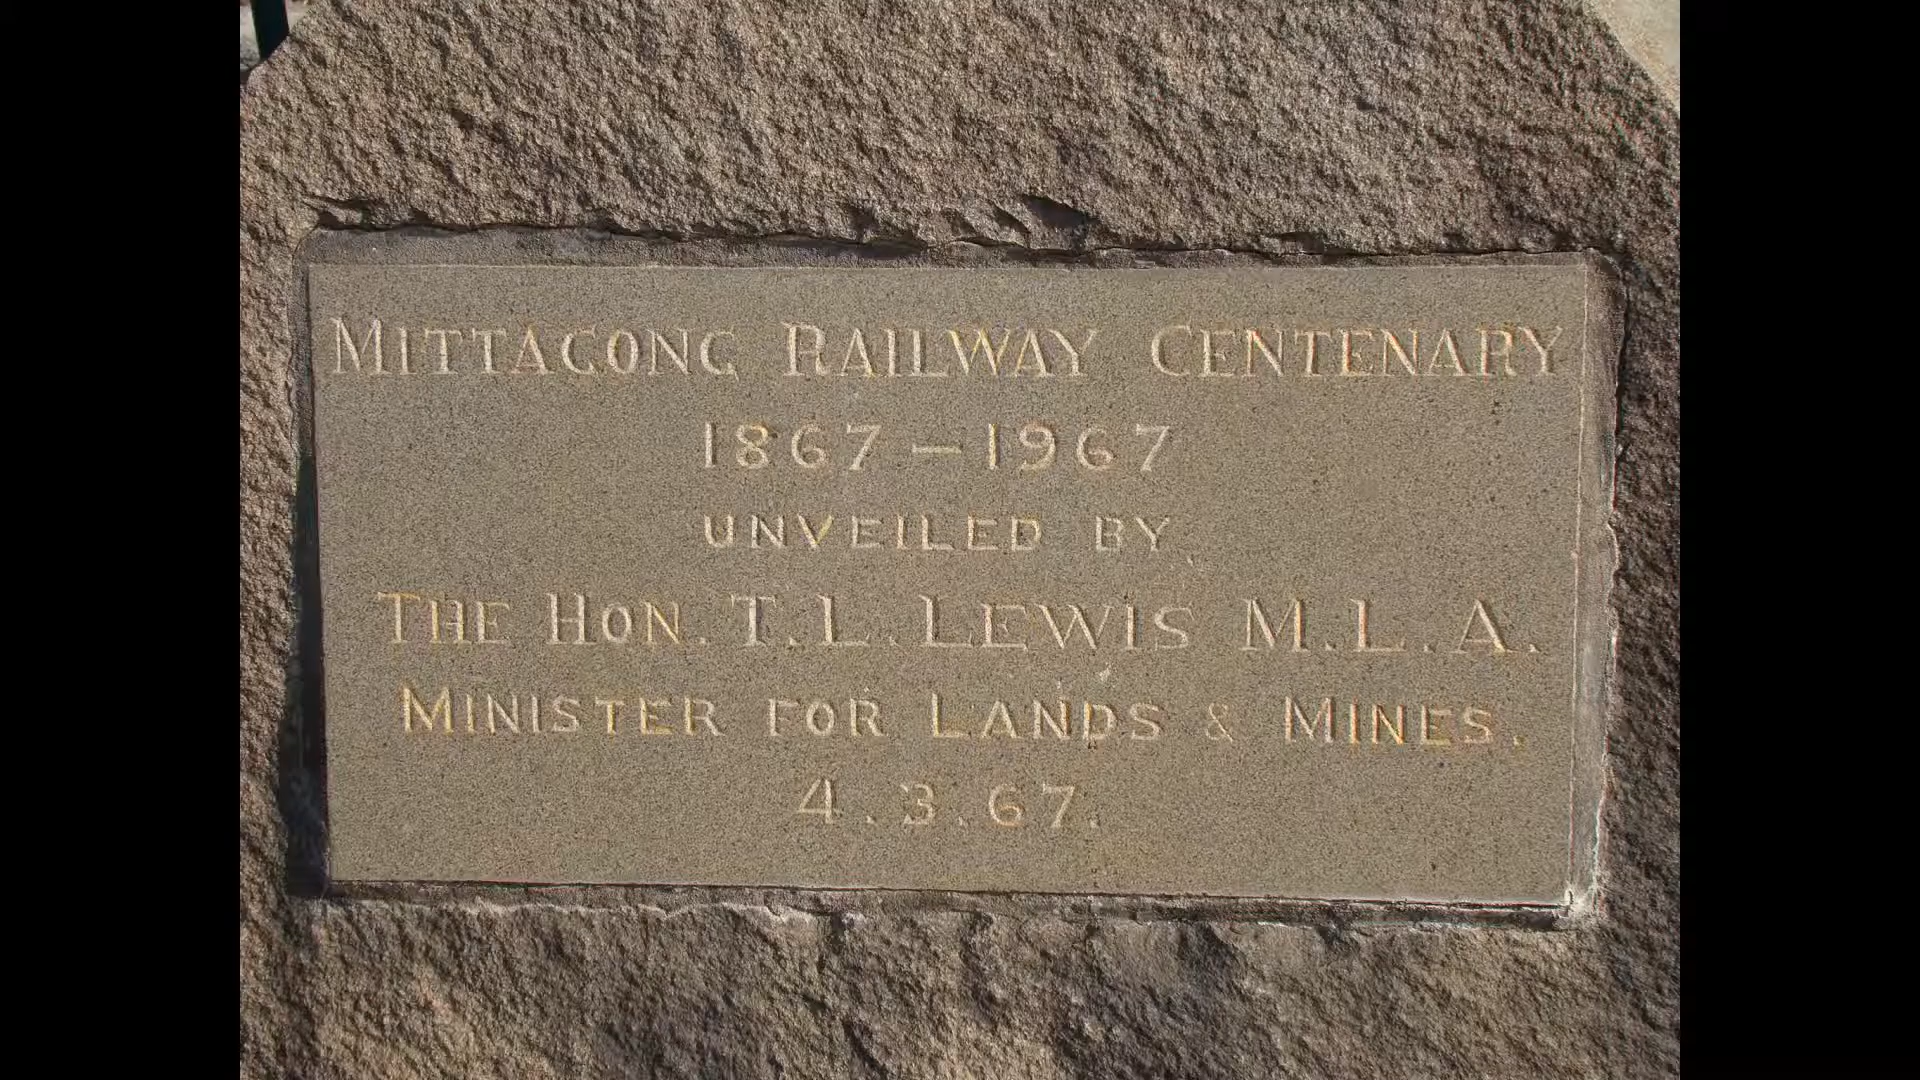 MITTAGONG RAILWAY CENTENARY
1867 – 1967
UNVEILED BY
THE HON. T. L. LEWIS M. L. A.
MINISTER FOR LANDS & MINES.
4. 3. 67.